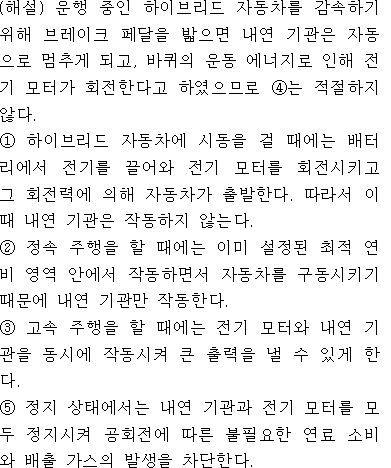 (해설) 운행 중인 하이브리드 자동차를 감속하기
위해 브레이크 페달을 밟으면 내연 기관은 자동
으로 멈추게 되고, 바퀴의 운동 에너지로 인해 전
기 모터가 회전한다고 하였으므로 ④는 적절하지
않다.
① 하이브리드 자동차에 시동을 걸 때에는 배터
리에서 전기를 끌어와 전기 모터를 회전시키고
그 회전력에 의해 자동차가 출발한다. 따라서 이
때 내연 기관은 작동하지 않는다.
② 정속 주행을 할 때에는 이미 설정된 최적 연
비 영역 안에서 작동하면서 자동차를 구동시키기
때문에 내연 기관만 작동한다.
③ 고속 주행을 할 때에는 전기 모터와 내연 기
관을 동시에 작동시켜 큰 출력을 낼 수 있게 한
다.
⑤ 정지 상태에서는 내연 기관과 전기 모터를 모
두 정지시켜 공회전에 따른 불필요한 연료 소비
와 배출 가스의 발생을 차단한다.